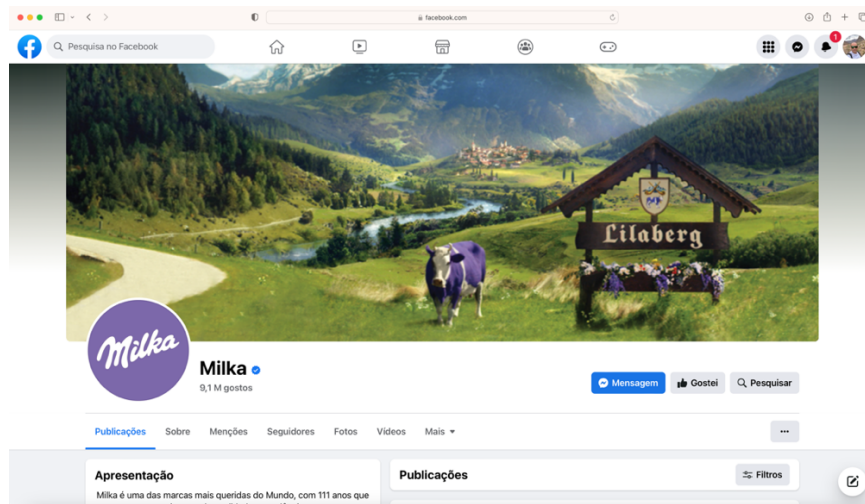 facebook.com
Pesquisa no Facebook
1
Lilaberg
Milka
Milka
9,1 M gostos
Mensagem
Gostei
Pesquisar
Publicações
Sobre
Menções
Seguidores
Fotos
Vídeos
Mais
Apresentação
Milka é uma das marcas mais queridas do Mundo, com 111 anos que
Publicações
Filtros